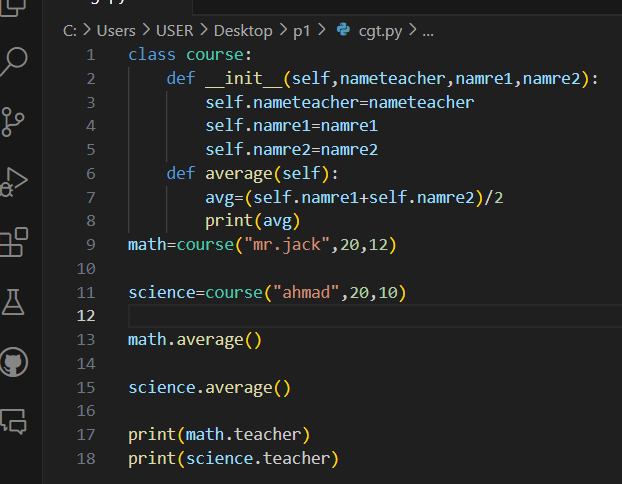 C: > Users > USER > Desktop > p1 > cgt.py > ...
1 class course:
2     def __init__(self,nameteacher,namre1,namre2):
3         self.nameteacher=nameteacher
4         self.namre1=namre1
5         self.namre2=namre2
6     def average(self):
7         avg=(self.namre1+self.namre2)/2
8         print(avg)
9 math=course("mr.jack",20,12)
10
11 science=course("ahmad",20,10)
12
13 math.average()
14
15 science.average()
16
17 print(math.teacher)
18 print(science.teacher)